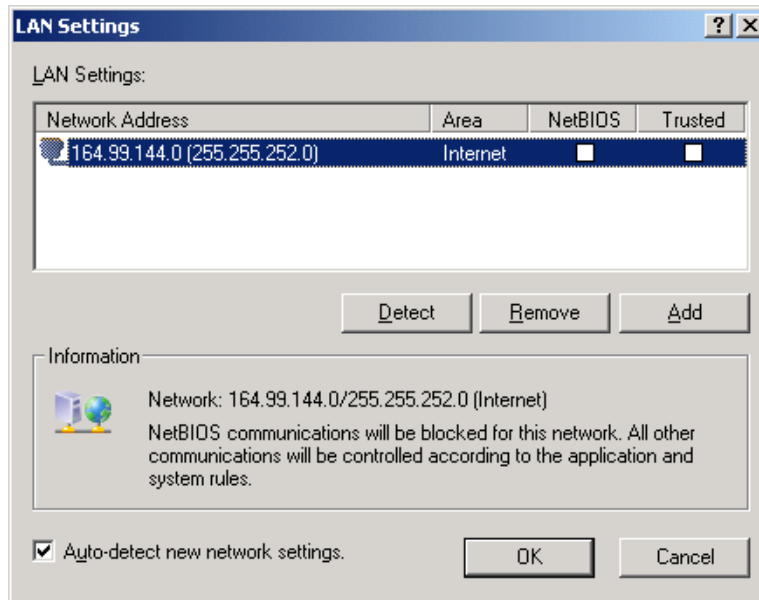 LAN Settings
LAN Settings:
Network Address Area NetBIOS Trusted
164.99.144.0 (255.255.252.0) Internet
Detect Remove Add
Information
Network: 164.99.144.0/255.255.252.0 (Internet)
NetBIOS communications will be blocked for this network. All other
communications will be controlled according to the application and
system rules.
Auto-detect new network settings. OK Cancel